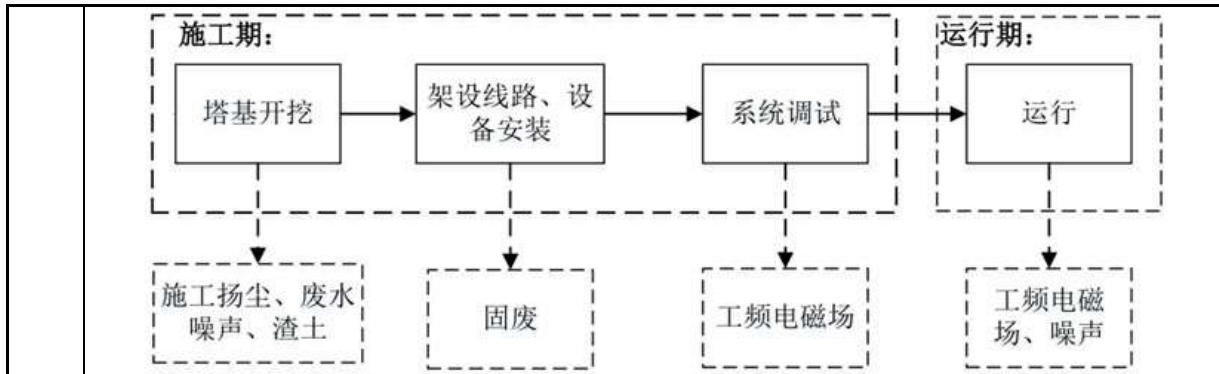 施工期：
运行期：
塔基开挖
架设线路、设
备安装
系统调试
运行
施工扬尘、废水
噪声、渣土
固废
工频电磁场
工频电磁
场、噪声